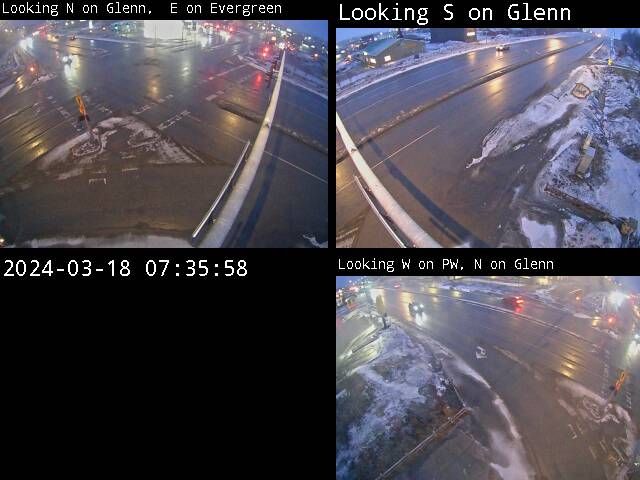 Looking N on Glenn,  E on Evergreen
Looking S on Glenn
2024-03-18 07:35:58
Looking W on PW, N on Glenn